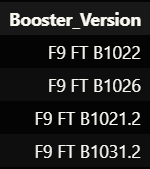 Booster_Version
F9 FT B1022
F9 FT B1026
F9 FT B1021.2
F9 FT B1031.2